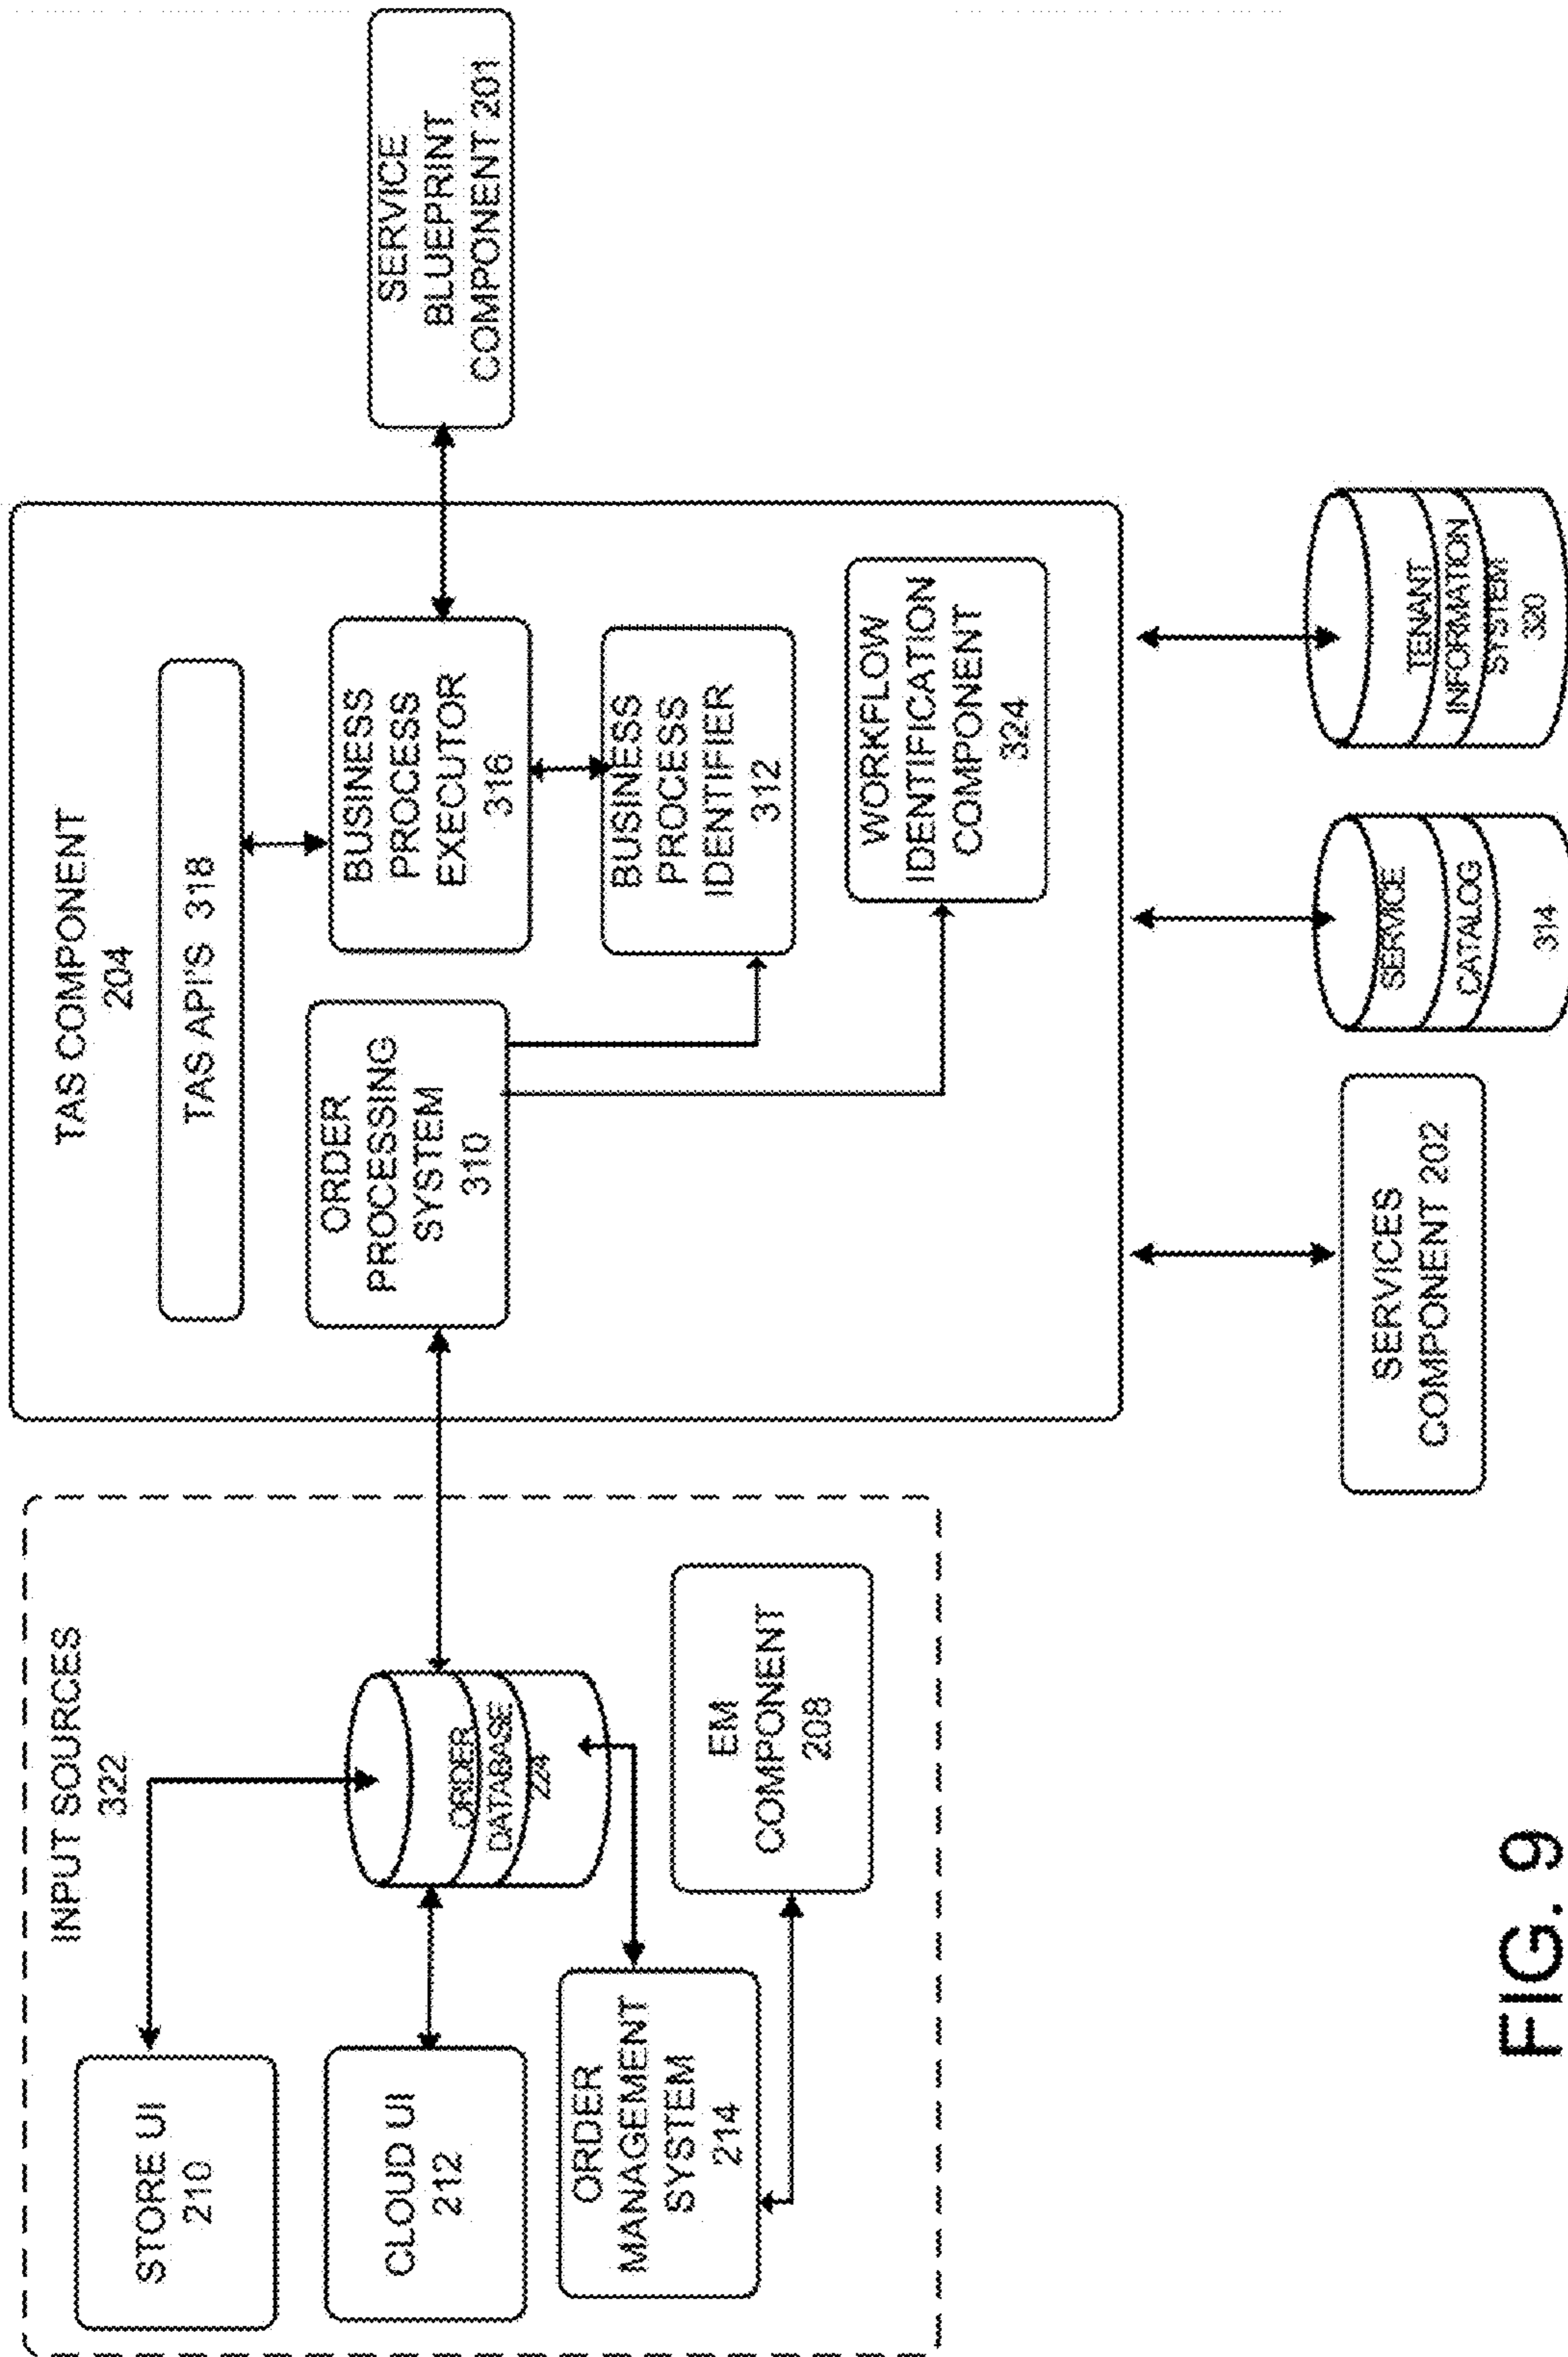 INPUT SOURCES
322
STORE UI
210
CLOUD UI
212
ORDER
MANAGEMENT
SYSTEM
214
ORDER
DATABASE
224
EM
COMPONENT
208
TAS COMPONENT
204
TAS API'S 318
ORDER
PROCESSING
SYSTEM
310
BUSINESS
PROCESS
EXECUTOR
316
BUSINESS
PROCESS
IDENTIFIER
312
WORKFLOW
IDENTIFICATION
COMPONENT
324
SERVICE
BLUEPRINT
COMPONENT 201
SERVICES
COMPONENT 202
SERVICE
CATALOG
314
TENANT
INFORMATION
SYSTEM
320
FIG. 9